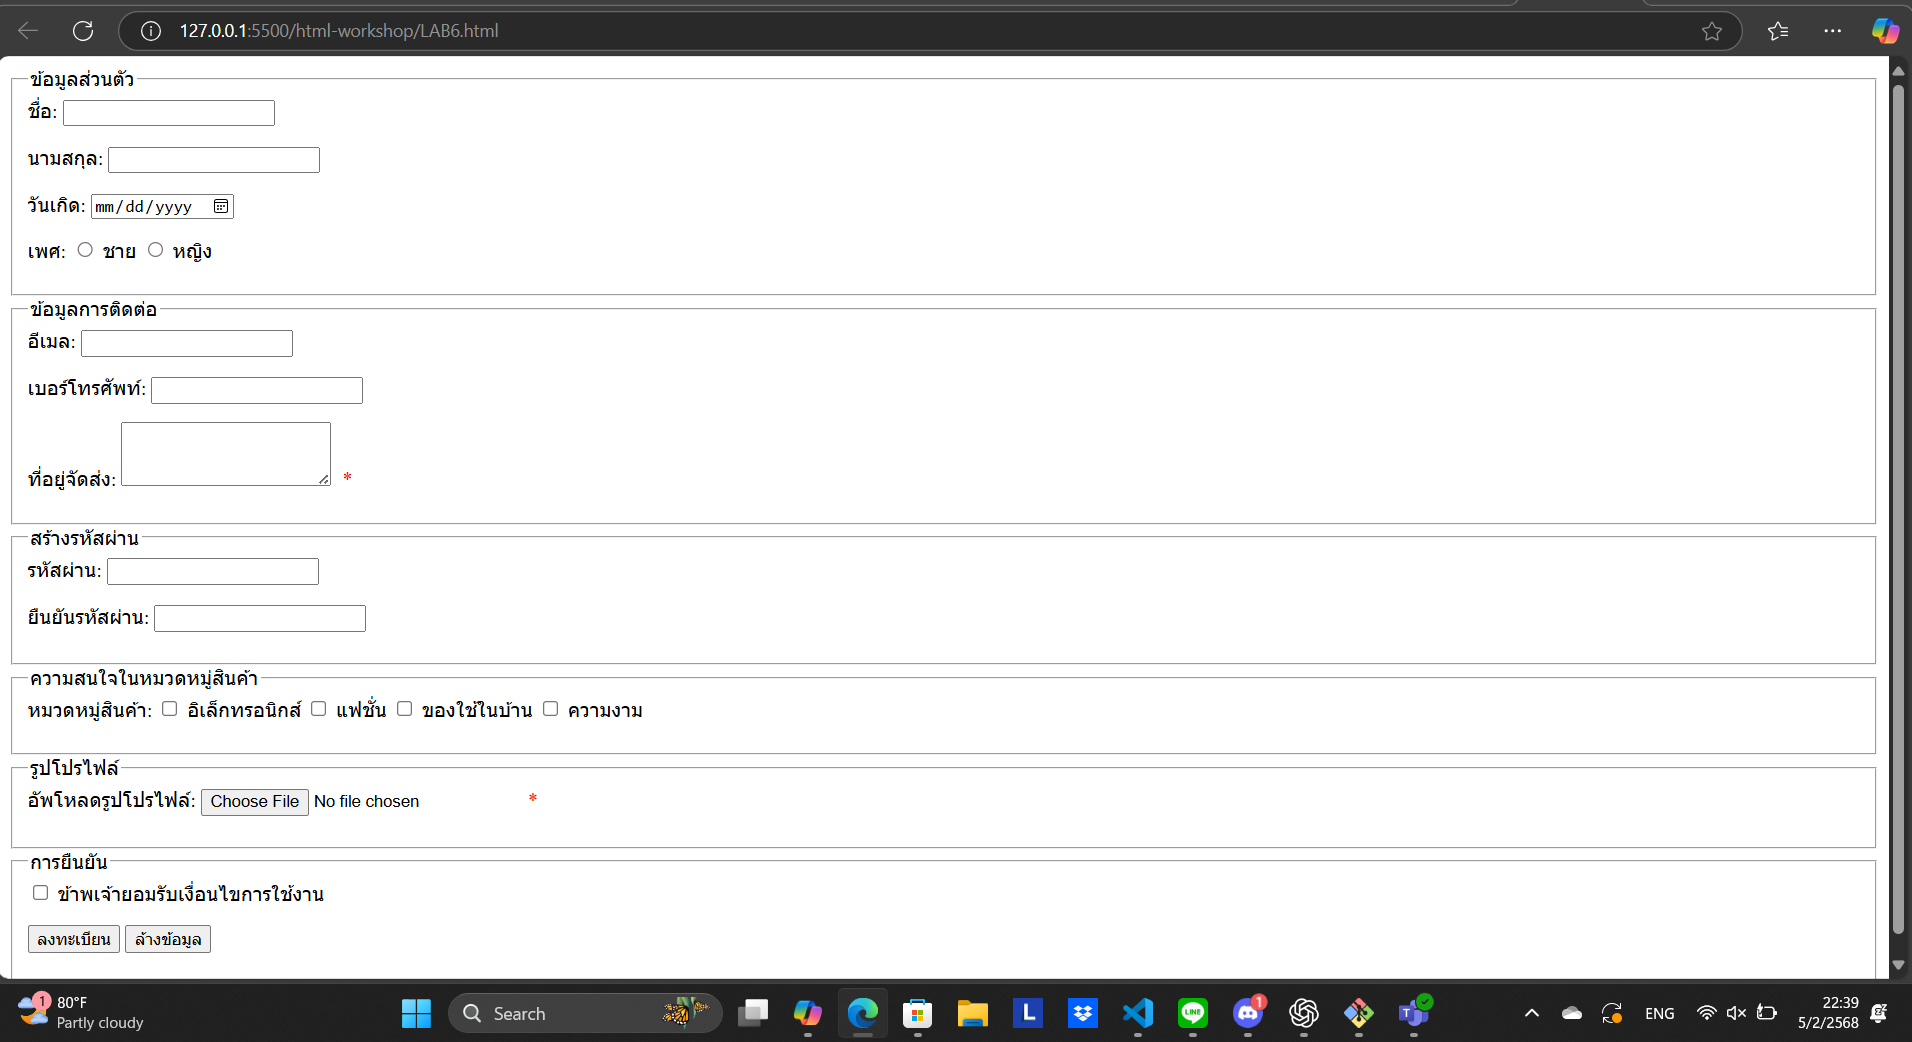 127.0.0.1:5500/html-workshop/LAB6.html
ข้อมูลส่วนตัว
ชื่อ:
นามสกุล:
วันเกิด: mm/dd/yyyy
เพศ: ชาย หญิง
ข้อมูลการติดต่อ
อีเมล:
เบอร์โทรศัพท์:
ที่อยู่จัดส่ง: *
สร้างรหัสผ่าน
รหัสผ่าน:
ยืนยันรหัสผ่าน:
ความสนใจในหมวดหมู่สินค้า
หมวดหมู่สินค้า: อิเล็กทรอนิกส์ แฟชั่น ของใช้ในบ้าน ความงาม
รูปโปรไฟล์
อัพโหลดรูปโปรไฟล์: Choose File No file chosen *
การยืนยัน
ข้าพเจ้ายอมรับเงื่อนไขการใช้งาน
ลงทะเบียน ล้างข้อมูล
1 80°F
Partly cloudy
Search
L
LINE
1
T
ENG
22:39
5/2/2568